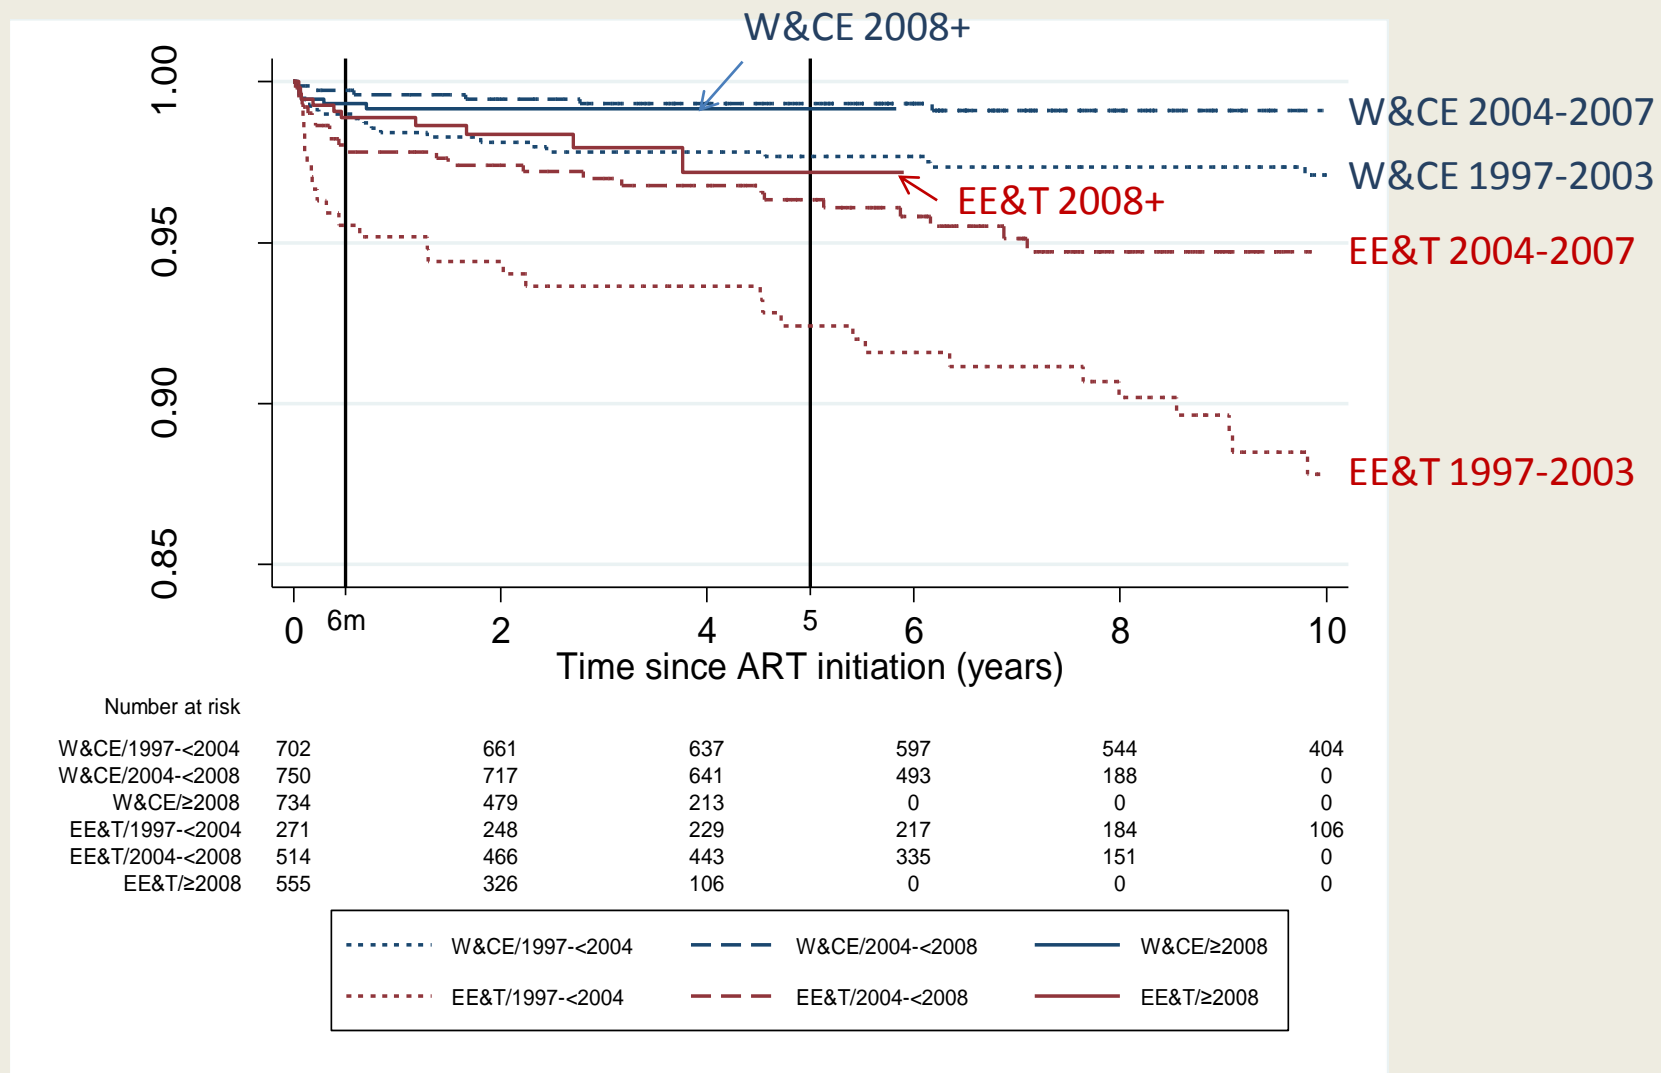 W&CE 2008+
1.00
W&CE 2004-2007
W&CE 1997-2003
EE&T 2008+
0.95
EE&T 2004-2007
0.90
EE&T 1997-2003
0.85
0 6m 2 4 5 6 8 10
Time since ART initiation (years)
Number at risk
W&CE/1997-<2004 702 661 637 597 544 404
W&CE/2004-<2008 750 717 641 493 188 0
W&CE/≥2008 734 479 213 0 0 0
EE&T/1997-<2004 271 248 229 217 184 106
EE&T/2004-<2008 514 466 443 335 151 0
EE&T/≥2008 555 326 106 0 0 0
W&CE/1997-<2004 W&CE/2004-<2008 W&CE/≥2008
EE&T/1997-<2004 EE&T/2004-<2008 EE&T/≥2008